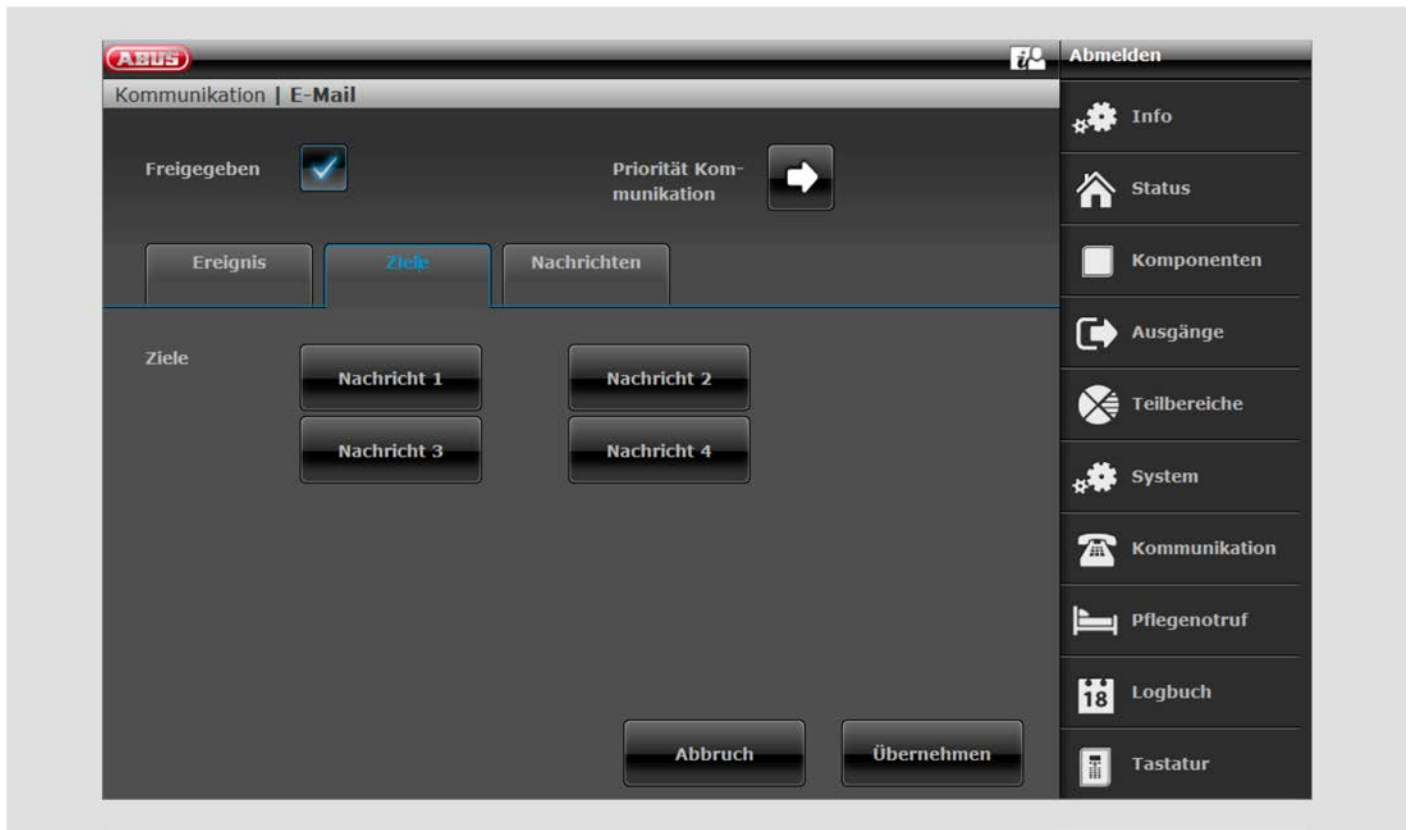 ABUS
Abmelden
Kommunikation | E-Mail
Freigegeben
Priorität Kom-
munikation
Ereignis
Ziele
Nachrichten
Ziele
Nachricht 1
Nachricht 2
Nachricht 3
Nachricht 4
Abbruch
Übernehmen
Info
Status
Komponenten
Ausgänge
Teilbereiche
System
Kommunikation
Pflegenotruf
18
Logbuch
Tastatur